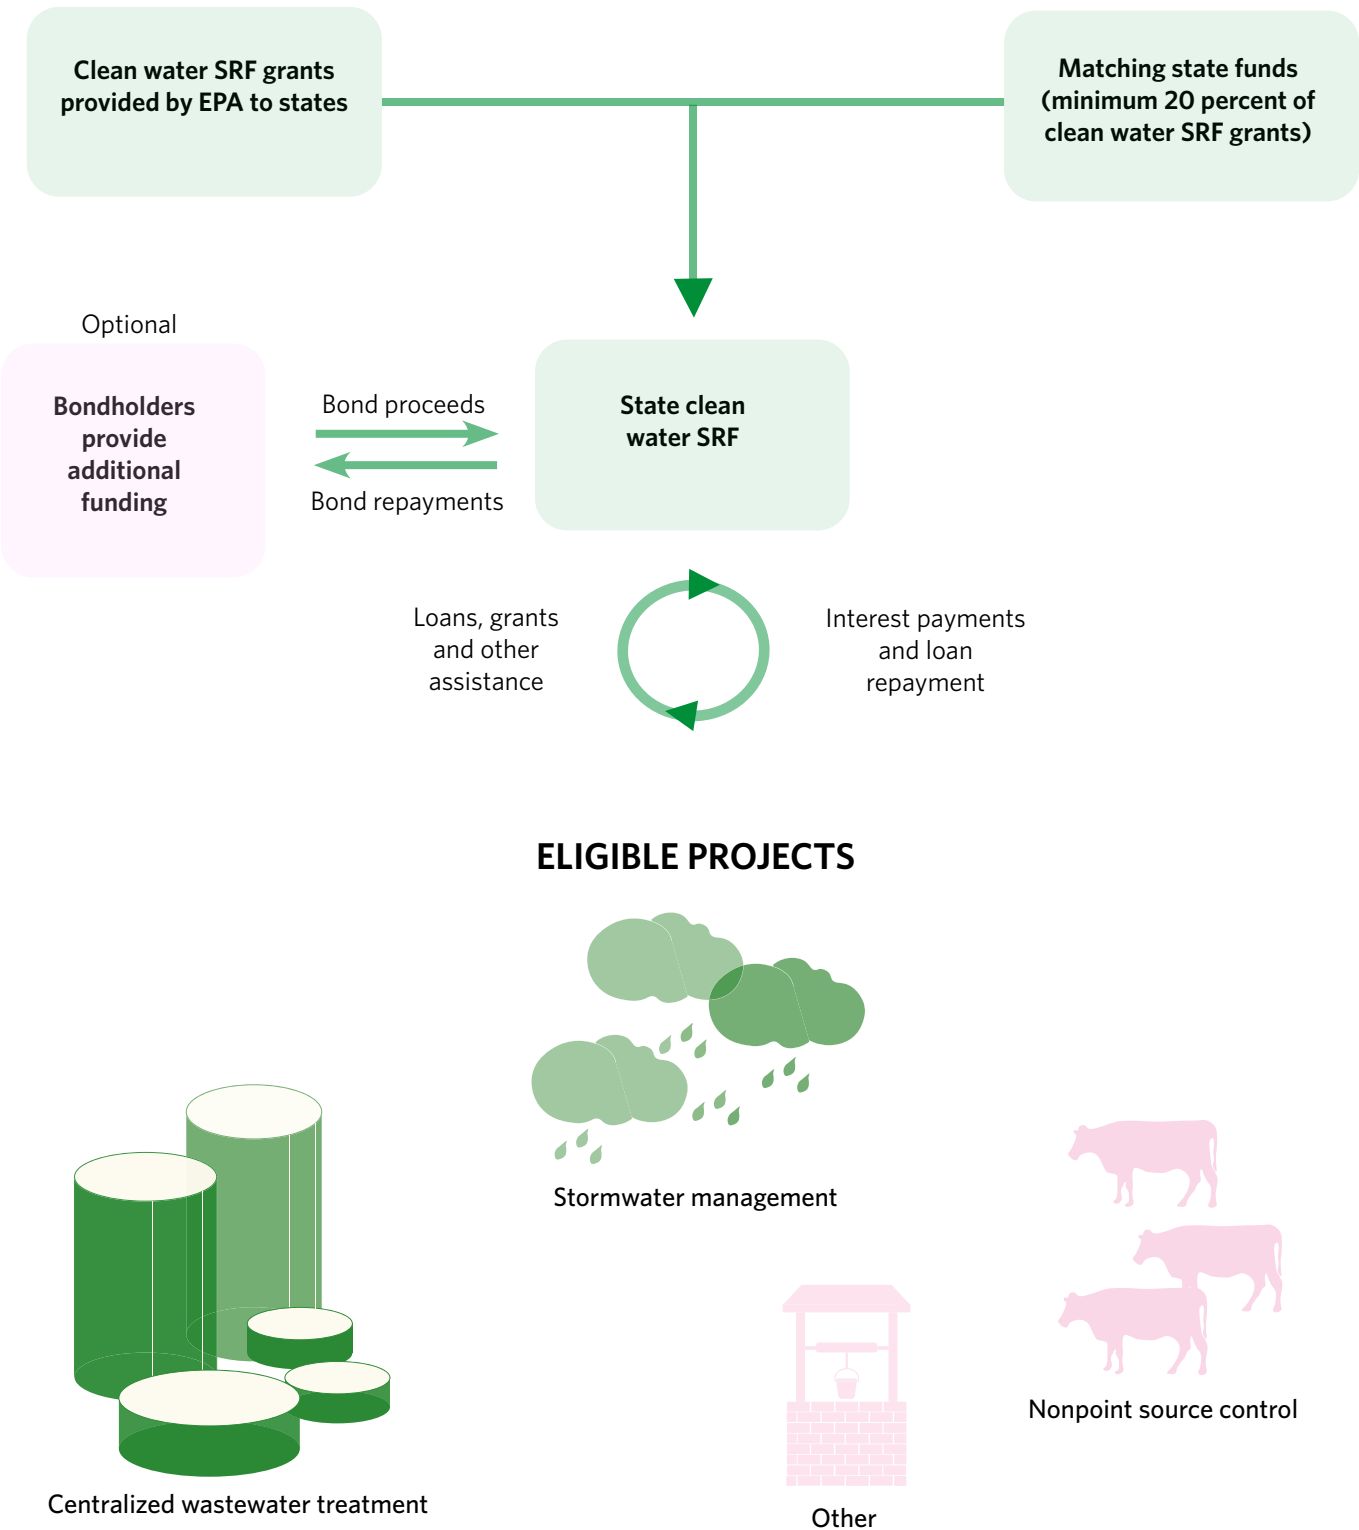 Clean water SRF grants
provided by EPA to states
Matching state funds
(minimum 20 percent of
clean water SRF grants)
Optional
Bondholders
provide
additional
funding
Bond proceeds
Bond repayments
State clean
water SRF
Loans, grants
and other
assistance
Interest payments
and loan
repayment
ELIGIBLE PROJECTS
Stormwater management
Nonpoint source control
Centralized wastewater treatment
Other